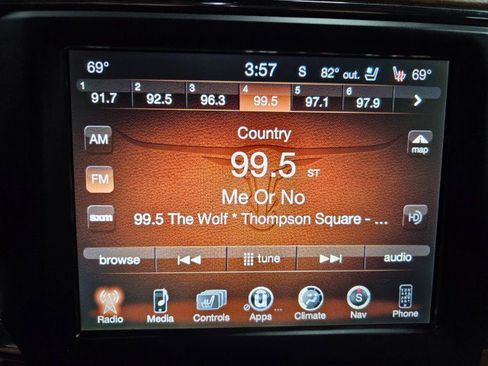 69° 3:57 S 82° out. 69°
1 2 3 4 5 6
91.7 92.5 96.3 99.5 97.1 97.9
Country
AM
map
99.5 ST
FM
Me Or No
sxm 99.5 The Wolf * Thompson Square - ... HD
browse tune audio
Radio Media Controls Apps ... Climate Nav Phone
S